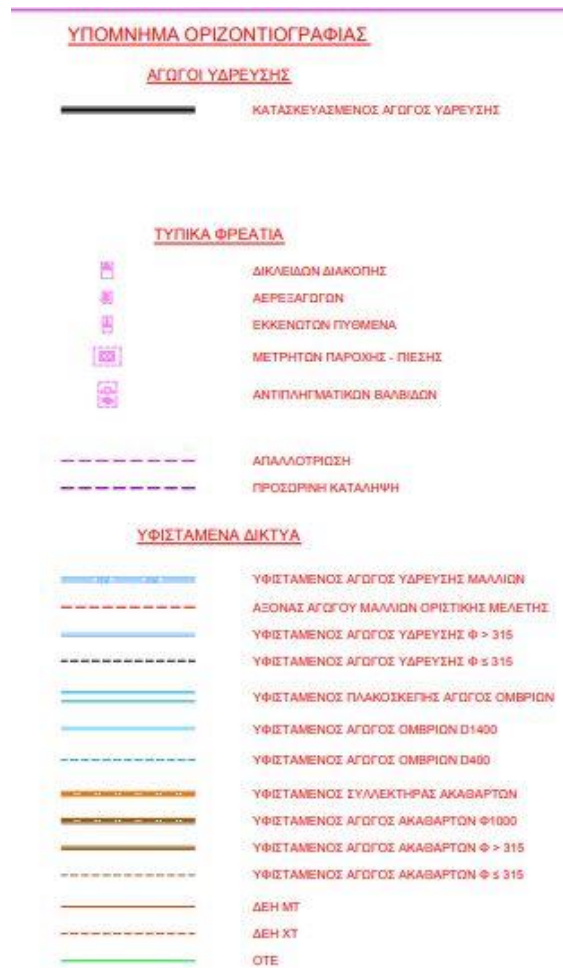 ΥΠΟΜΝΗΜΑ ΟΡΙΖΟΝΤΙΟΓΡΑΦΙΑΣ
ΑΓΩΓΟΙ ΥΔΡΕΥΣΗΣ
ΚΑΤΑΣΚΕΥΑΣΜΕΝΟΣ ΑΓΩΓΟΣ ΥΔΡΕΥΣΗΣ
ΤΥΠΙΚΑ ΦΡΕΑΤΙΑ
ΔΙΚΛΕΙΔΩΝ ΔΙΑΚΟΠΗΣ
ΑΕΡΕΞΑΓΩΓΩΝ
ΕΚΚΕΝΩΤΩΝ ΠΥΘΜΕΝΑ
ΜΕΤΡΗΤΩΝ ΠΑΡΟΧΗΣ - ΠΙΕΣΗΣ
ΑΝΤΙΠΛΗΓΜΑΤΙΚΩΝ ΒΑΛΒΙΔΩΝ
ΑΠΑΛΛΟΤΡΙΩΣΗ
ΠΡΟΣΩΡΙΝΗ ΚΑΤΑΛΗΨΗ
ΥΦΙΣΤΑΜΕΝΑ ΔΙΚΤΥΑ
ΥΦΙΣΤΑΜΕΝΟΣ ΑΓΩΓΟΣ ΥΔΡΕΥΣΗΣ ΜΑΛΛΙΩΝ
ΑΞΟΝΑΣ ΑΓΩΓΟΥ ΜΑΛΛΙΩΝ ΟΡΙΣΤΙΚΗΣ ΜΕΛΕΤΗΣ
ΥΦΙΣΤΑΜΕΝΟΣ ΑΓΩΓΟΣ ΥΔΡΕΥΣΗΣ Φ > 315
ΥΦΙΣΤΑΜΕΝΟΣ ΑΓΩΓΟΣ ΥΔΡΕΥΣΗΣ Φ ≤ 315
ΥΦΙΣΤΑΜΕΝΟΣ ΠΛΑΚΟΣΚΕΠΗΣ ΑΓΩΓΟΣ ΟΜΒΡΙΩΝ
ΥΦΙΣΤΑΜΕΝΟΣ ΑΓΩΓΟΣ ΟΜΒΡΙΩΝ D1400
ΥΦΙΣΤΑΜΕΝΟΣ ΑΓΩΓΟΣ ΟΜΒΡΙΩΝ D400
ΥΦΙΣΤΑΜΕΝΟΣ ΣΥΛΛΕΚΤΗΡΑΣ ΑΚΑΘΑΡΤΩΝ
ΥΦΙΣΤΑΜΕΝΟΣ ΑΓΩΓΟΣ ΑΚΑΘΑΡΤΩΝ Φ1000
ΥΦΙΣΤΑΜΕΝΟΣ ΑΓΩΓΟΣ ΑΚΑΘΑΡΤΩΝ Φ > 315
ΥΦΙΣΤΑΜΕΝΟΣ ΑΓΩΓΟΣ ΑΚΑΘΑΡΤΩΝ Φ ≤ 315
ΔΕΗ ΜΤ
ΔΕΗ ΧΤ
ΟΤΕ